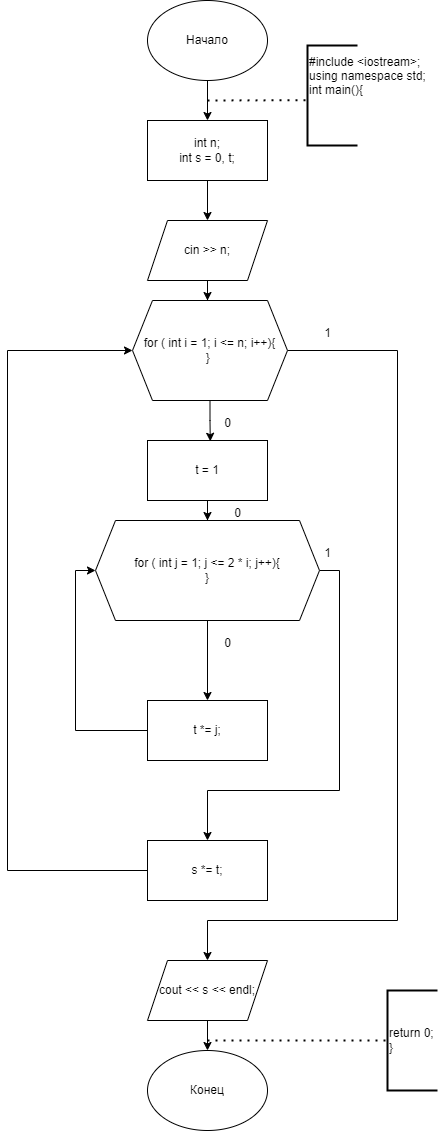 Начало
#include <iostream>;
using namespace std;
int main(){
int n;
int s = 0, t;
cin >> n;
1
for ( int i = 1; i <= n; i++){
}
0
t = 1
0
1
for ( int j = 1; j <= 2 * i; j++){
}
0
t *= j;
s *= t;
cout << s << endl;
return 0;
}
Конец